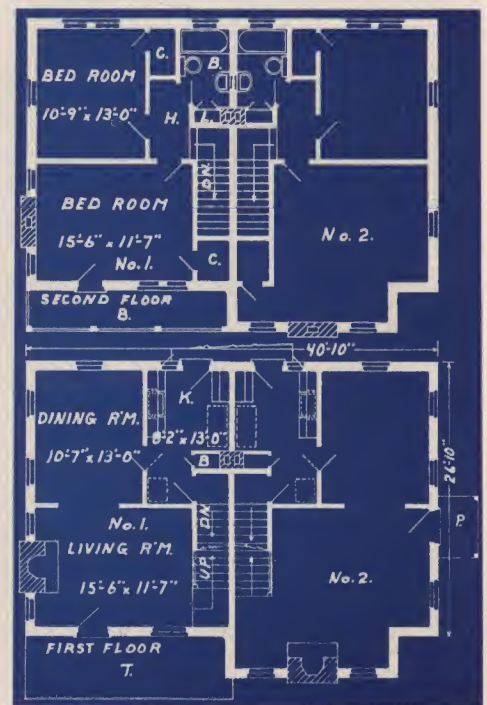 C.
B.
BED ROOM
10'-9" x 13'-0"
H.
L.
DN.
BED ROOM
15'-6" x 11'-7"
No. 1.
C.
No. 2.
SECOND FLOOR
B.
40'-10"
K.
DINING R'M.
8'-2" x 13'-0"
10'-7" x 13'-0"
B
26'-10"
No. 1.
DN.
P.
LIVING R'M.
UP.
15'-6" x 11'-7"
No. 2.
FIRST FLOOR
T.